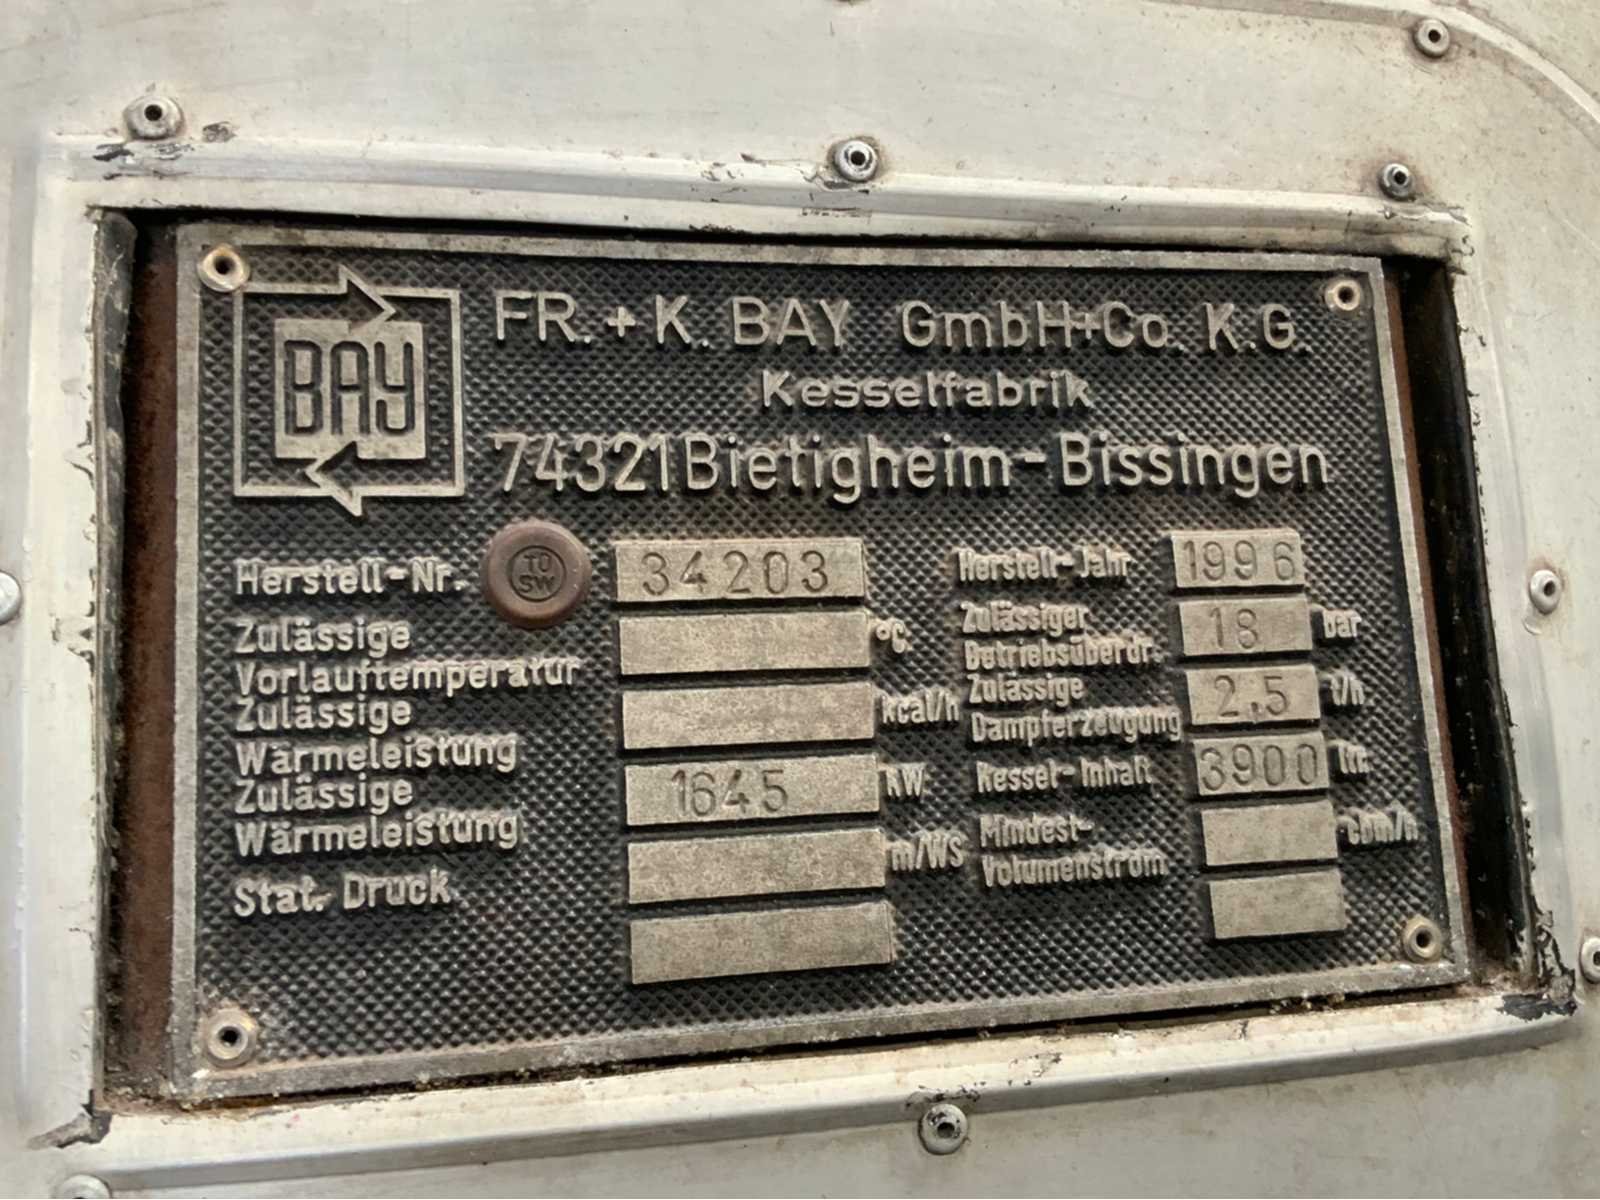 BAY
FR. + K. BAY GmbH+Co. K.G.
Kesselfabrik
74321 Bietigheim-Bissingen
Herstell-Nr. TÜ SW 34203
Zulässige
Vorlauftemperatur °C.
Zulässige
Wärmeleistung kcal/h
Zulässige
Wärmeleistung 1645 KW
Stat. Druck m/WS
Herstell-Jahr 1996
Zulässiger
Betriebsüberdr. 18 bar
Zulässige
Dampferzeugung 2,5 t/h
Kessel-Inhalt 3900 ltr.
Mindest-
Volumenstrom cbm/h